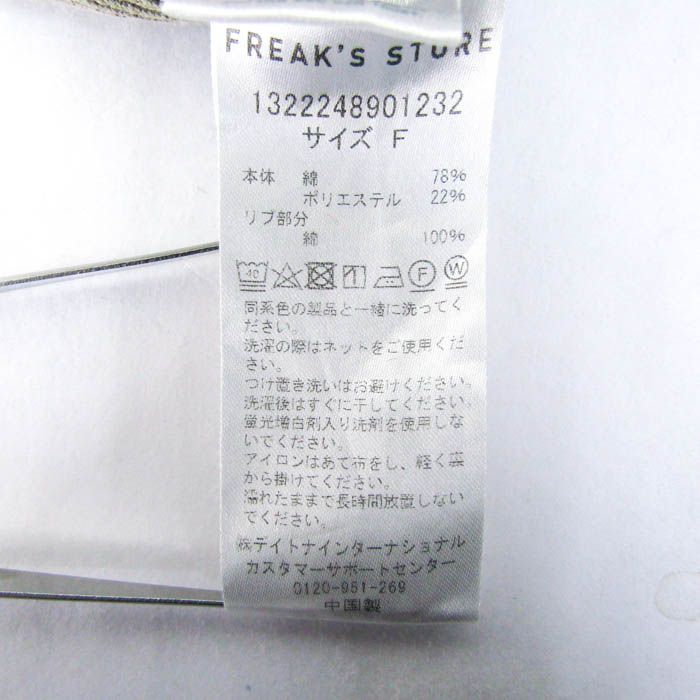 FREAK'S STORE
1322248901232
サイズ F
本体 綿 78%
ポリエステル 22%
リブ部分
綿 100%
40 F W
同系色の製品と一緒に洗ってく
ださい。
洗濯の際はネットをご使用くだ
さい。
つけ置き洗いはお避けください。
洗濯後はすぐに干してください。
蛍光増白剤入り洗剤を使用しな
いでください。
アイロンはあて布をし、軽く裏
から掛けてください。
濡れたままで長時間放置しない
でください。
㈱デイトナインターナショナル
カスタマーサポートセンター
0120-951-269
中国製